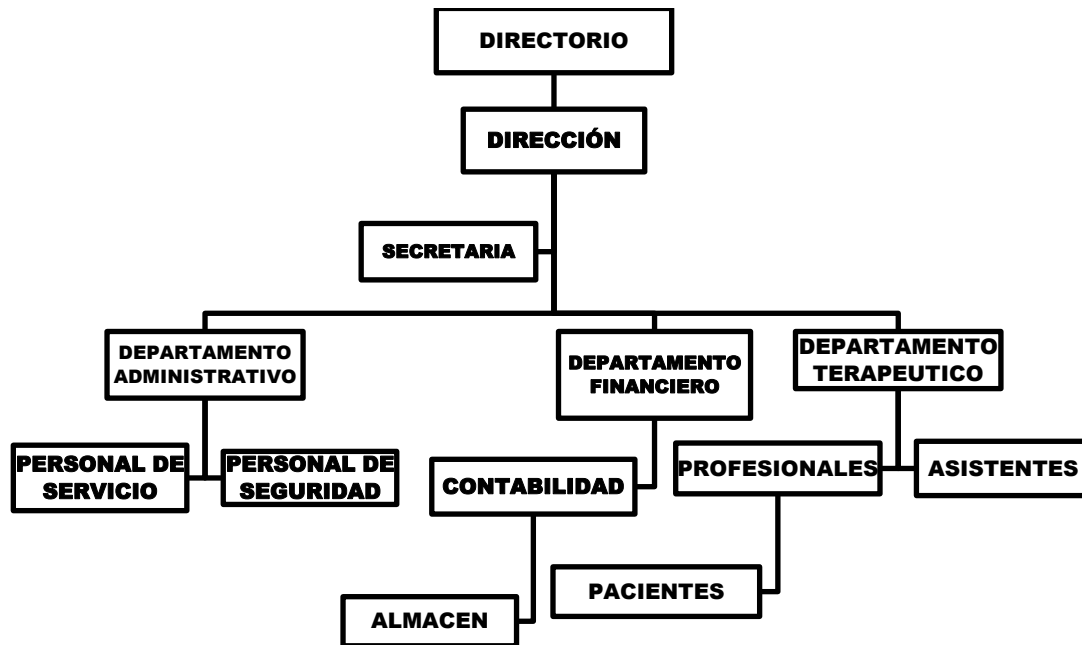 DIRECTORIO
DIRECCIÓN
SECRETARIA
DEPARTAMENTO
ADMINISTRATIVO
DEPARTAMENTO
FINANCIERO
DEPARTAMENTO
TERAPEUTICO
PERSONAL DE
SERVICIO
PERSONAL DE
SEGURIDAD
CONTABILIDAD
PROFESIONALES
ASISTENTES
PACIENTES
ALMACEN